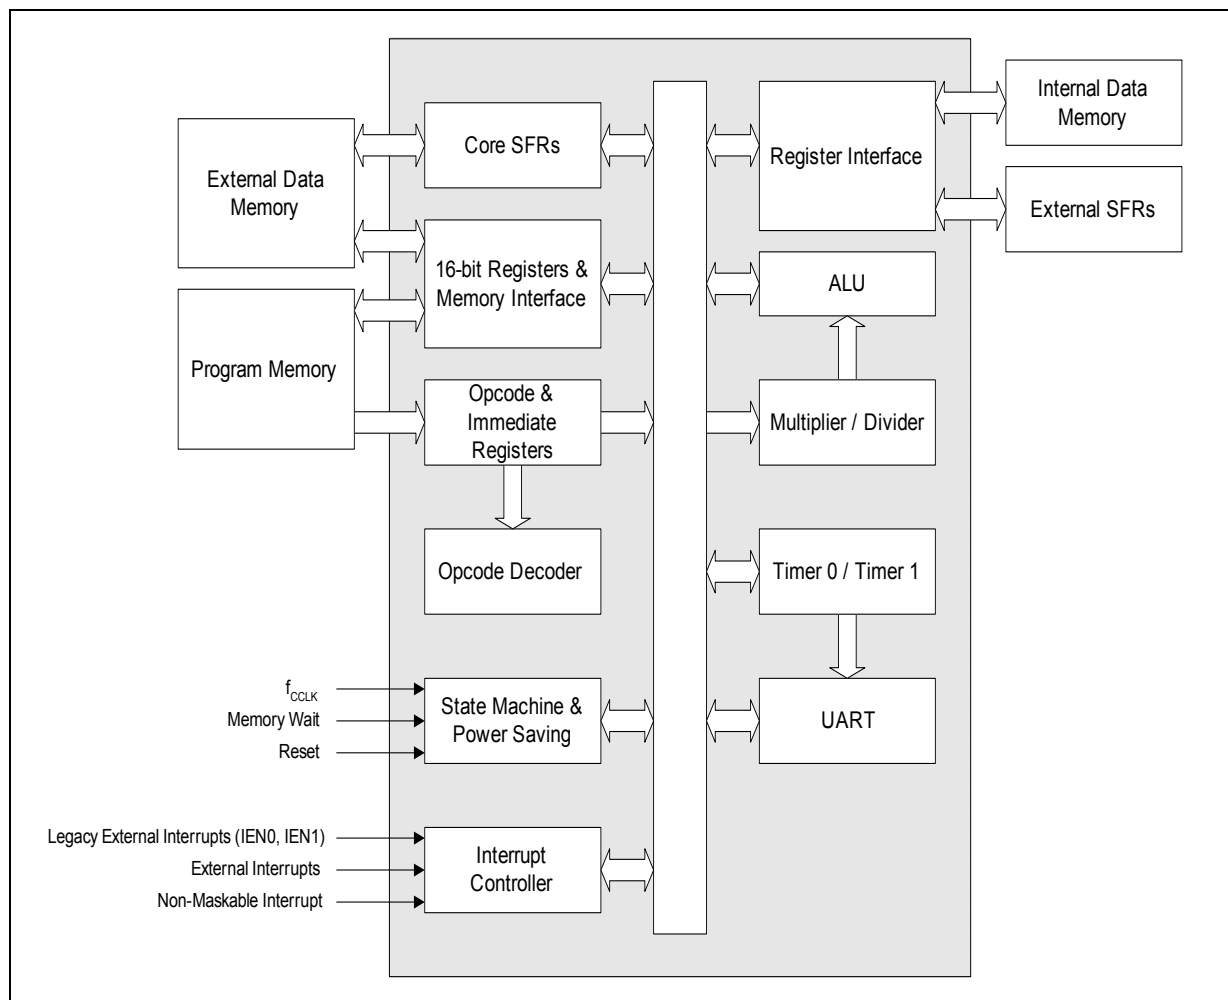 Internal Data
Memory
Core SFRs
Register Interface
External Data
Memory
External SFRs
16-bit Registers &
Memory Interface
ALU
Program Memory
Opcode &
Immediate
Registers
Multiplier / Divider
Opcode Decoder
Timer 0 / Timer 1
fCCLK
Memory Wait
Reset
State Machine &
Power Saving
UART
Legacy External Interrupts (IEN0, IEN1)
External Interrupts
Non-Maskable Interrupt
Interrupt
Controller